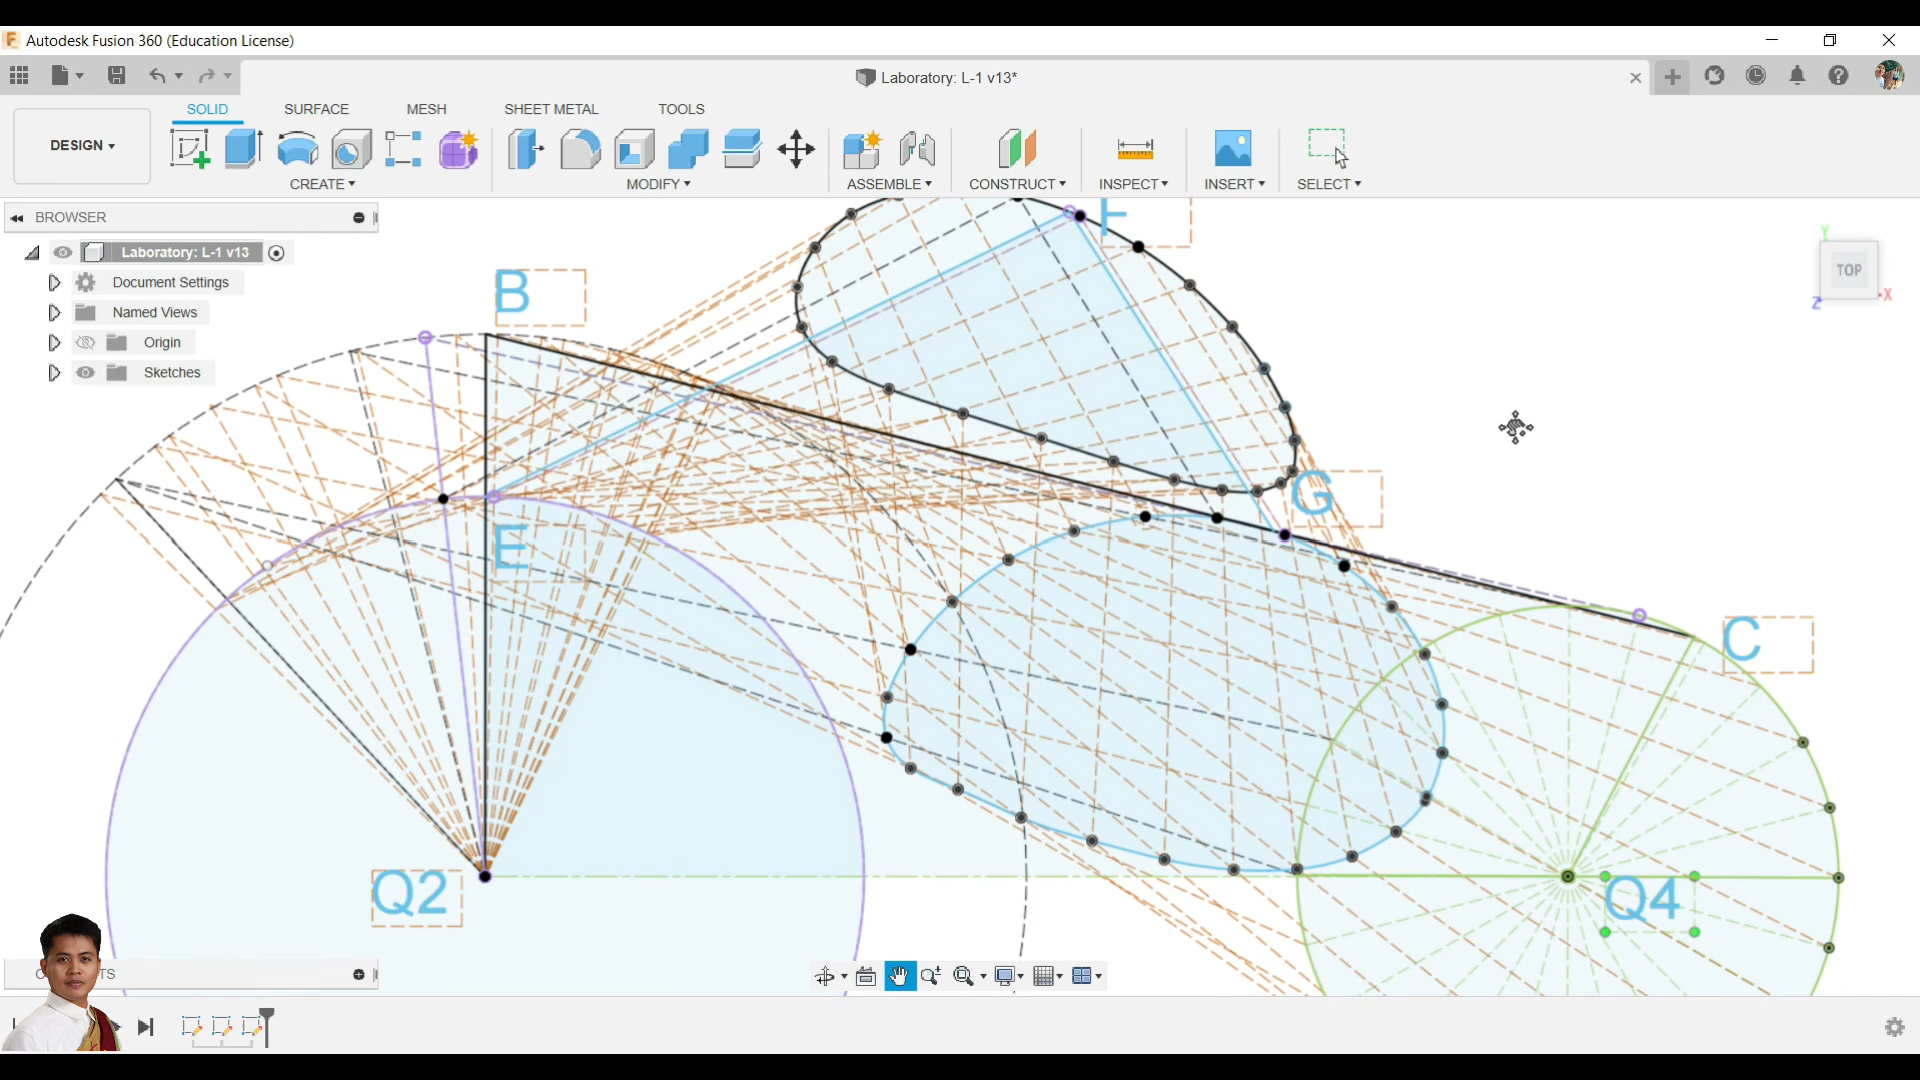 Autodesk Fusion 360 (Education License)
Laboratory: L-1 v13*
DESIGN
SOLID SURFACE MESH SHEET METAL TOOLS
CREATE MODIFY ASSEMBLE CONSTRUCT INSPECT INSERT SELECT
BROWSER
Laboratory: L-1 v13
Document Settings
Named Views
Origin
Sketches
TOP
Y
X
Z
F
B
G
E
C
Q2
Q4